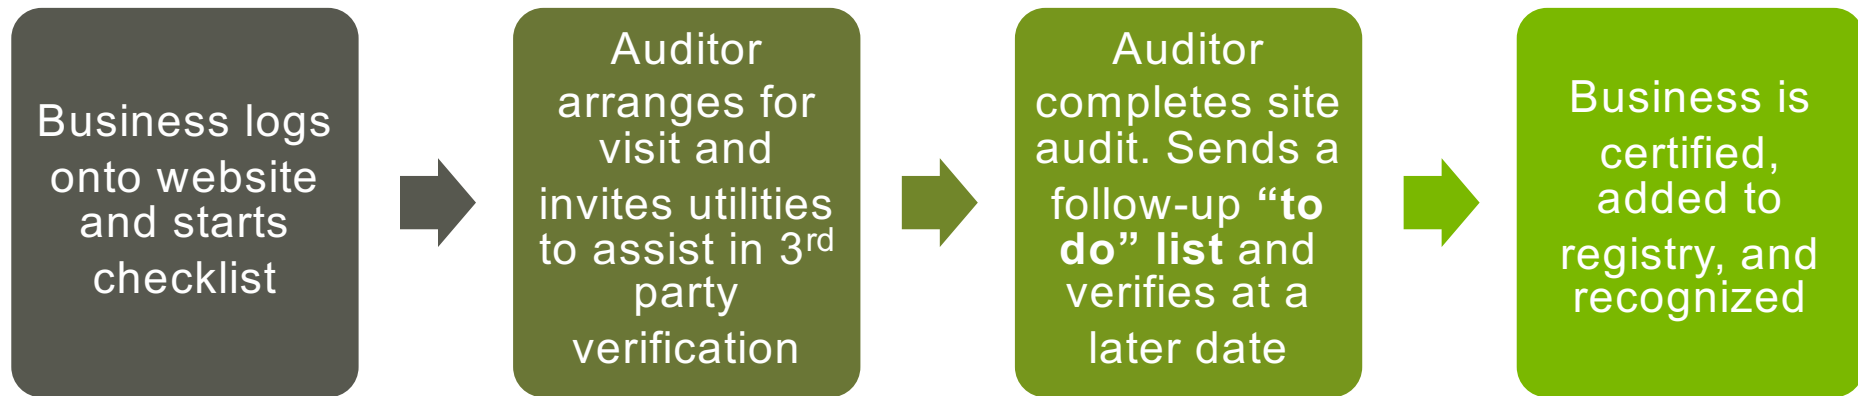 Business logs
onto website
and starts
checklist
Auditor
arranges for
visit and
invites utilities
to assist in 3rd
party
verification
Auditor
completes site
audit. Sends a
follow-up “to
do” list and
verifies at a
later date
Business is
certified,
added to
registry, and
recognized